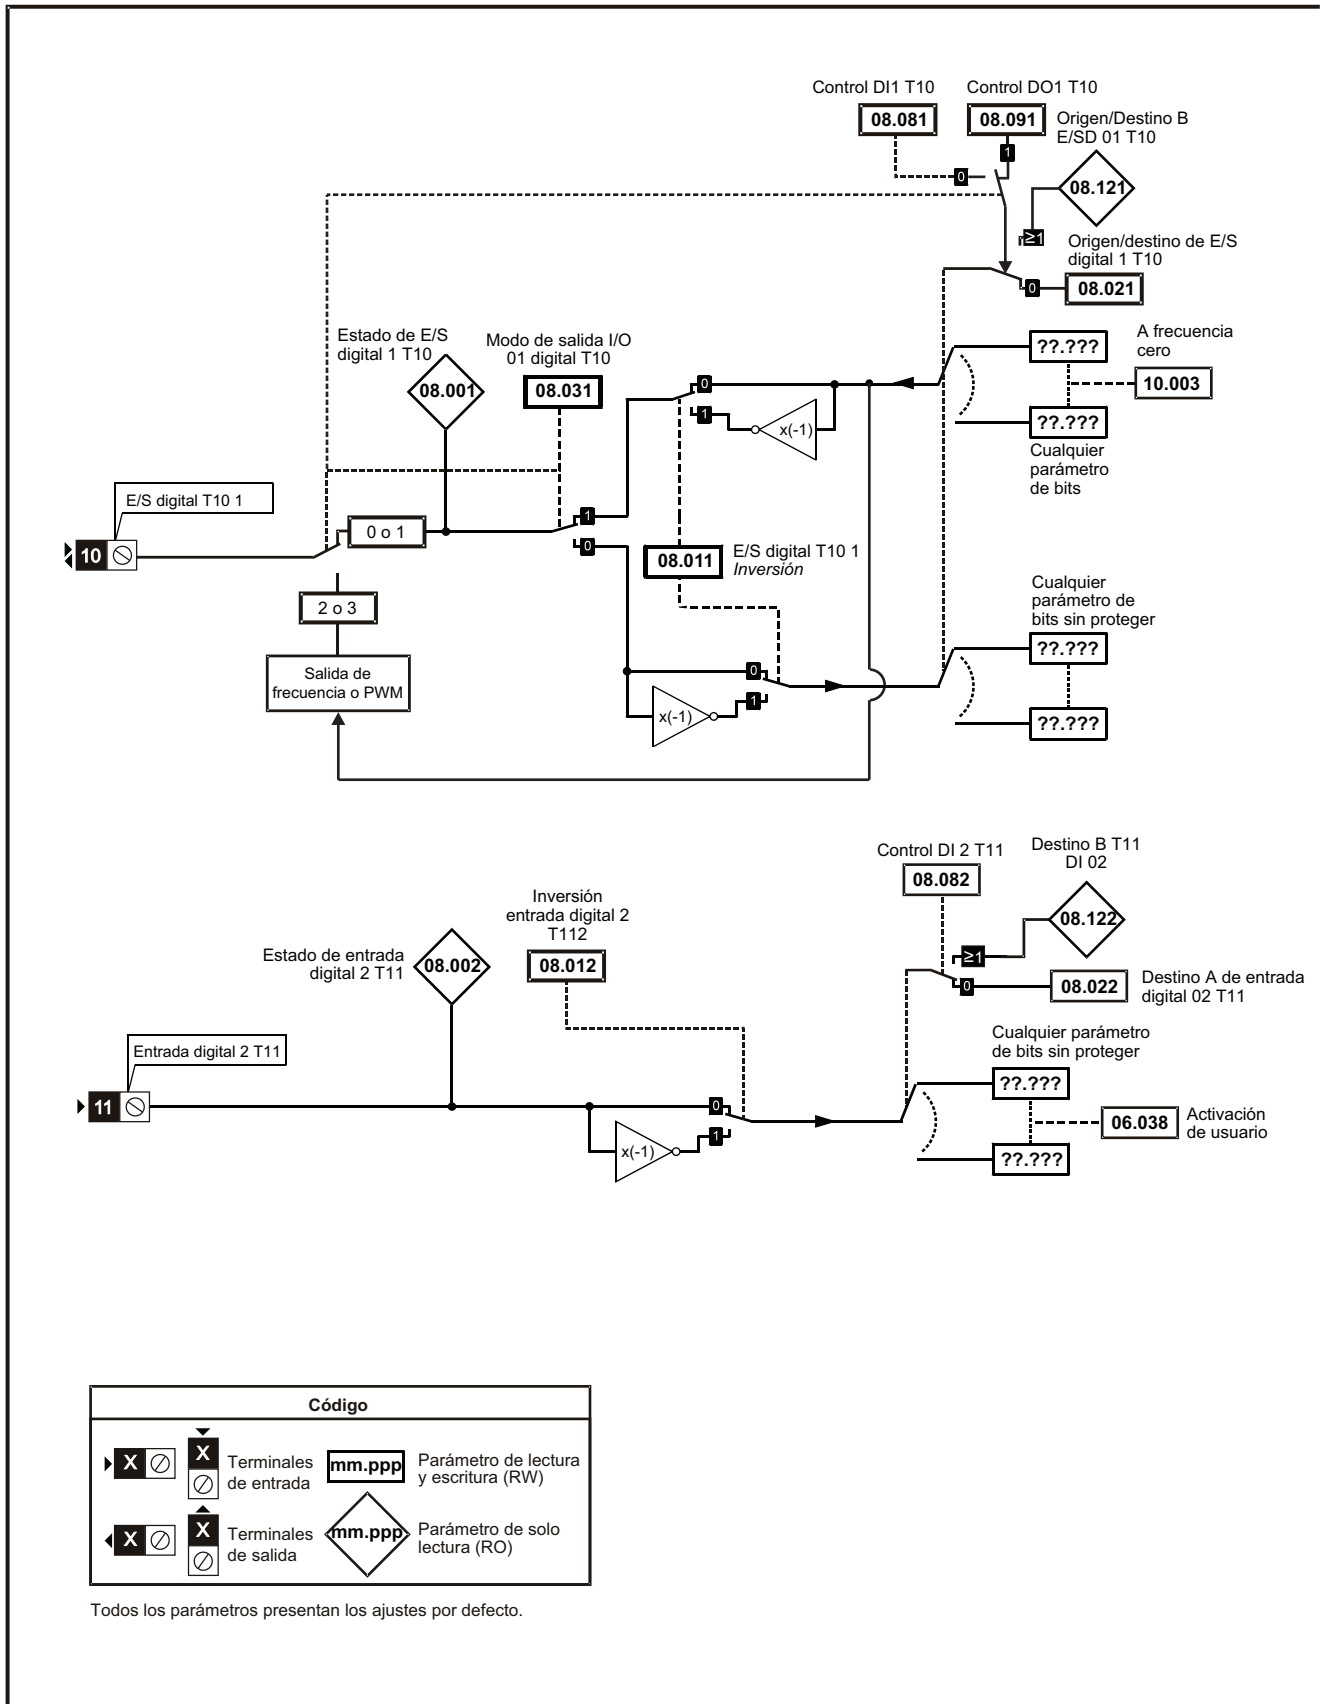 Control DI1 T10
08.081
Control DO1 T10
08.091
Origen/Destino B
E/SD 01 T10
08.121
1
0
≥1
Origen/destino de E/S
digital 1 T10
08.021
0
Estado de E/S
digital 1 T10
08.001
Modo de salida I/O
01 digital T10
08.031
0
1
x(-1)
??.???
??.???
A frecuencia
cero
10.003
Cualquier
parámetro
de bits
E/S digital T10 1
10
0 o 1
1
0
08.011
E/S digital T10 1
Inversión
2 o 3
Salida de
frecuencia o PWM
0
1
x(-1)
Cualquier
parámetro de
bits sin proteger
??.???
??.???
Control DI 2 T11
08.082
Destino B T11
DI 02
08.122
≥1
0
08.022
Destino A de entrada
digital 02 T11
Inversión
entrada digital 2
T112
08.012
Estado de entrada
digital 2 T11
08.002
Entrada digital 2 T11
11
0
1
x(-1)
Cualquier parámetro
de bits sin proteger
??.???
??.???
06.038
Activación
de usuario
Código
X
X
Terminales
de entrada
mm.ppp
Parámetro de lectura
y escritura (RW)
X
X
Terminales
de salida
mm.ppp
Parámetro de solo
lectura (RO)
Todos los parámetros presentan los ajustes por defecto.